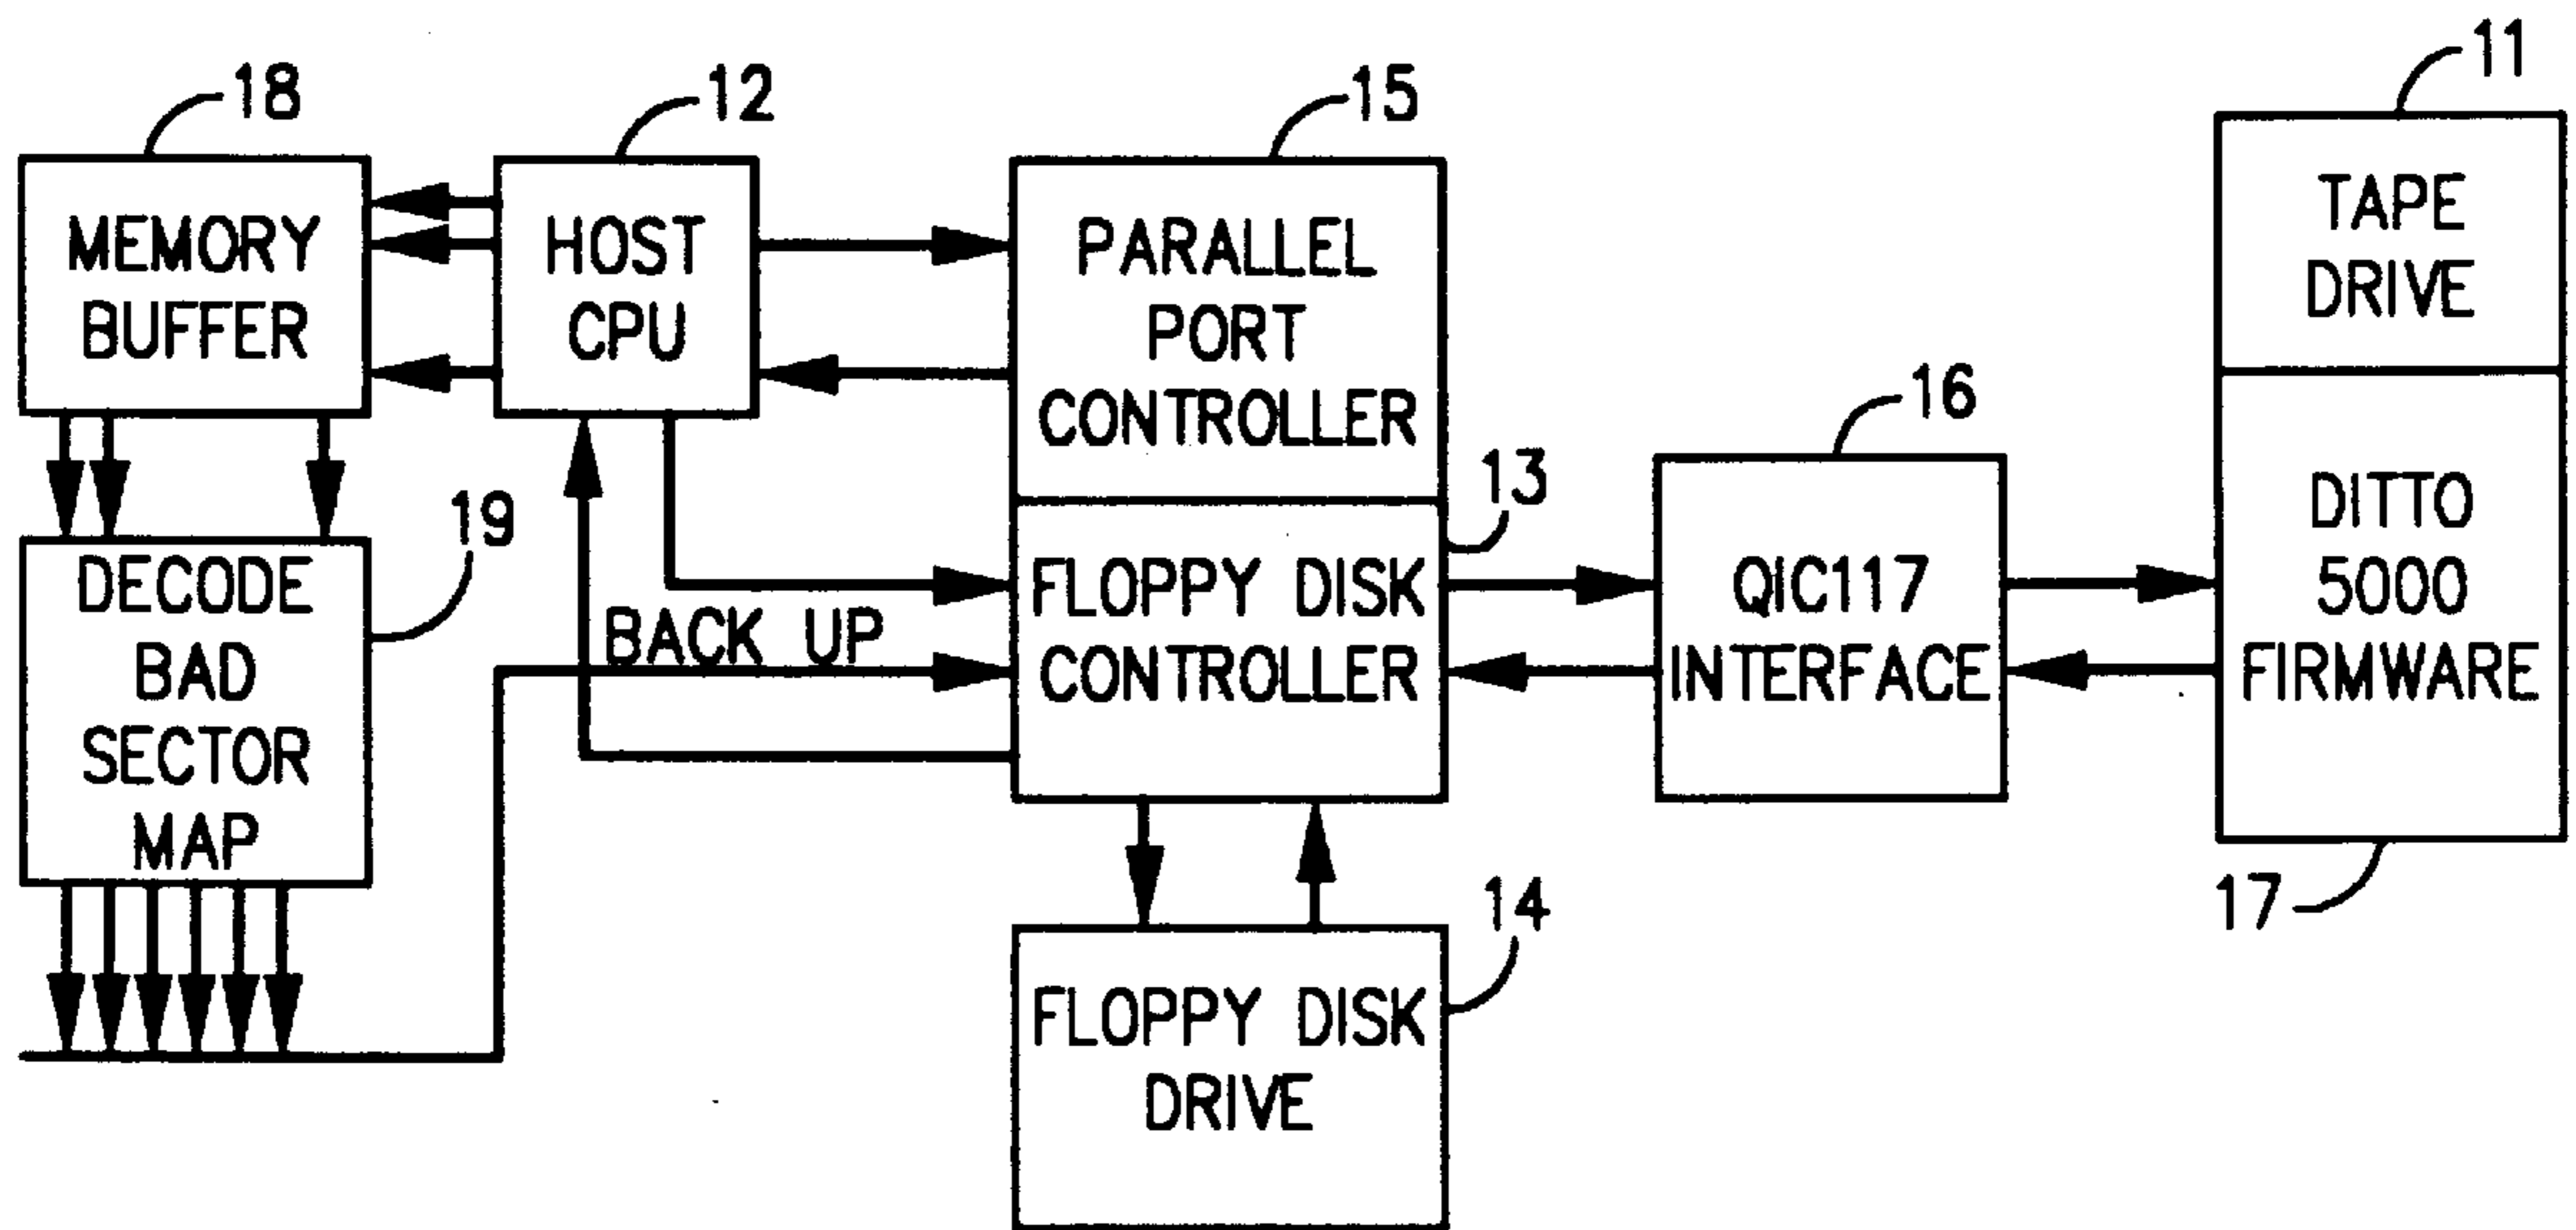 18
12
15
11
MEMORY
BUFFER
HOST
CPU
PARALLEL
PORT
CONTROLLER
TAPE
DRIVE
16
19
13
DECODE
BAD
SECTOR
MAP
BACK UP
FLOPPY DISK
CONTROLLER
QIC117
INTERFACE
DITTO
5000
FIRMWARE
17
14
FLOPPY DISK
DRIVE